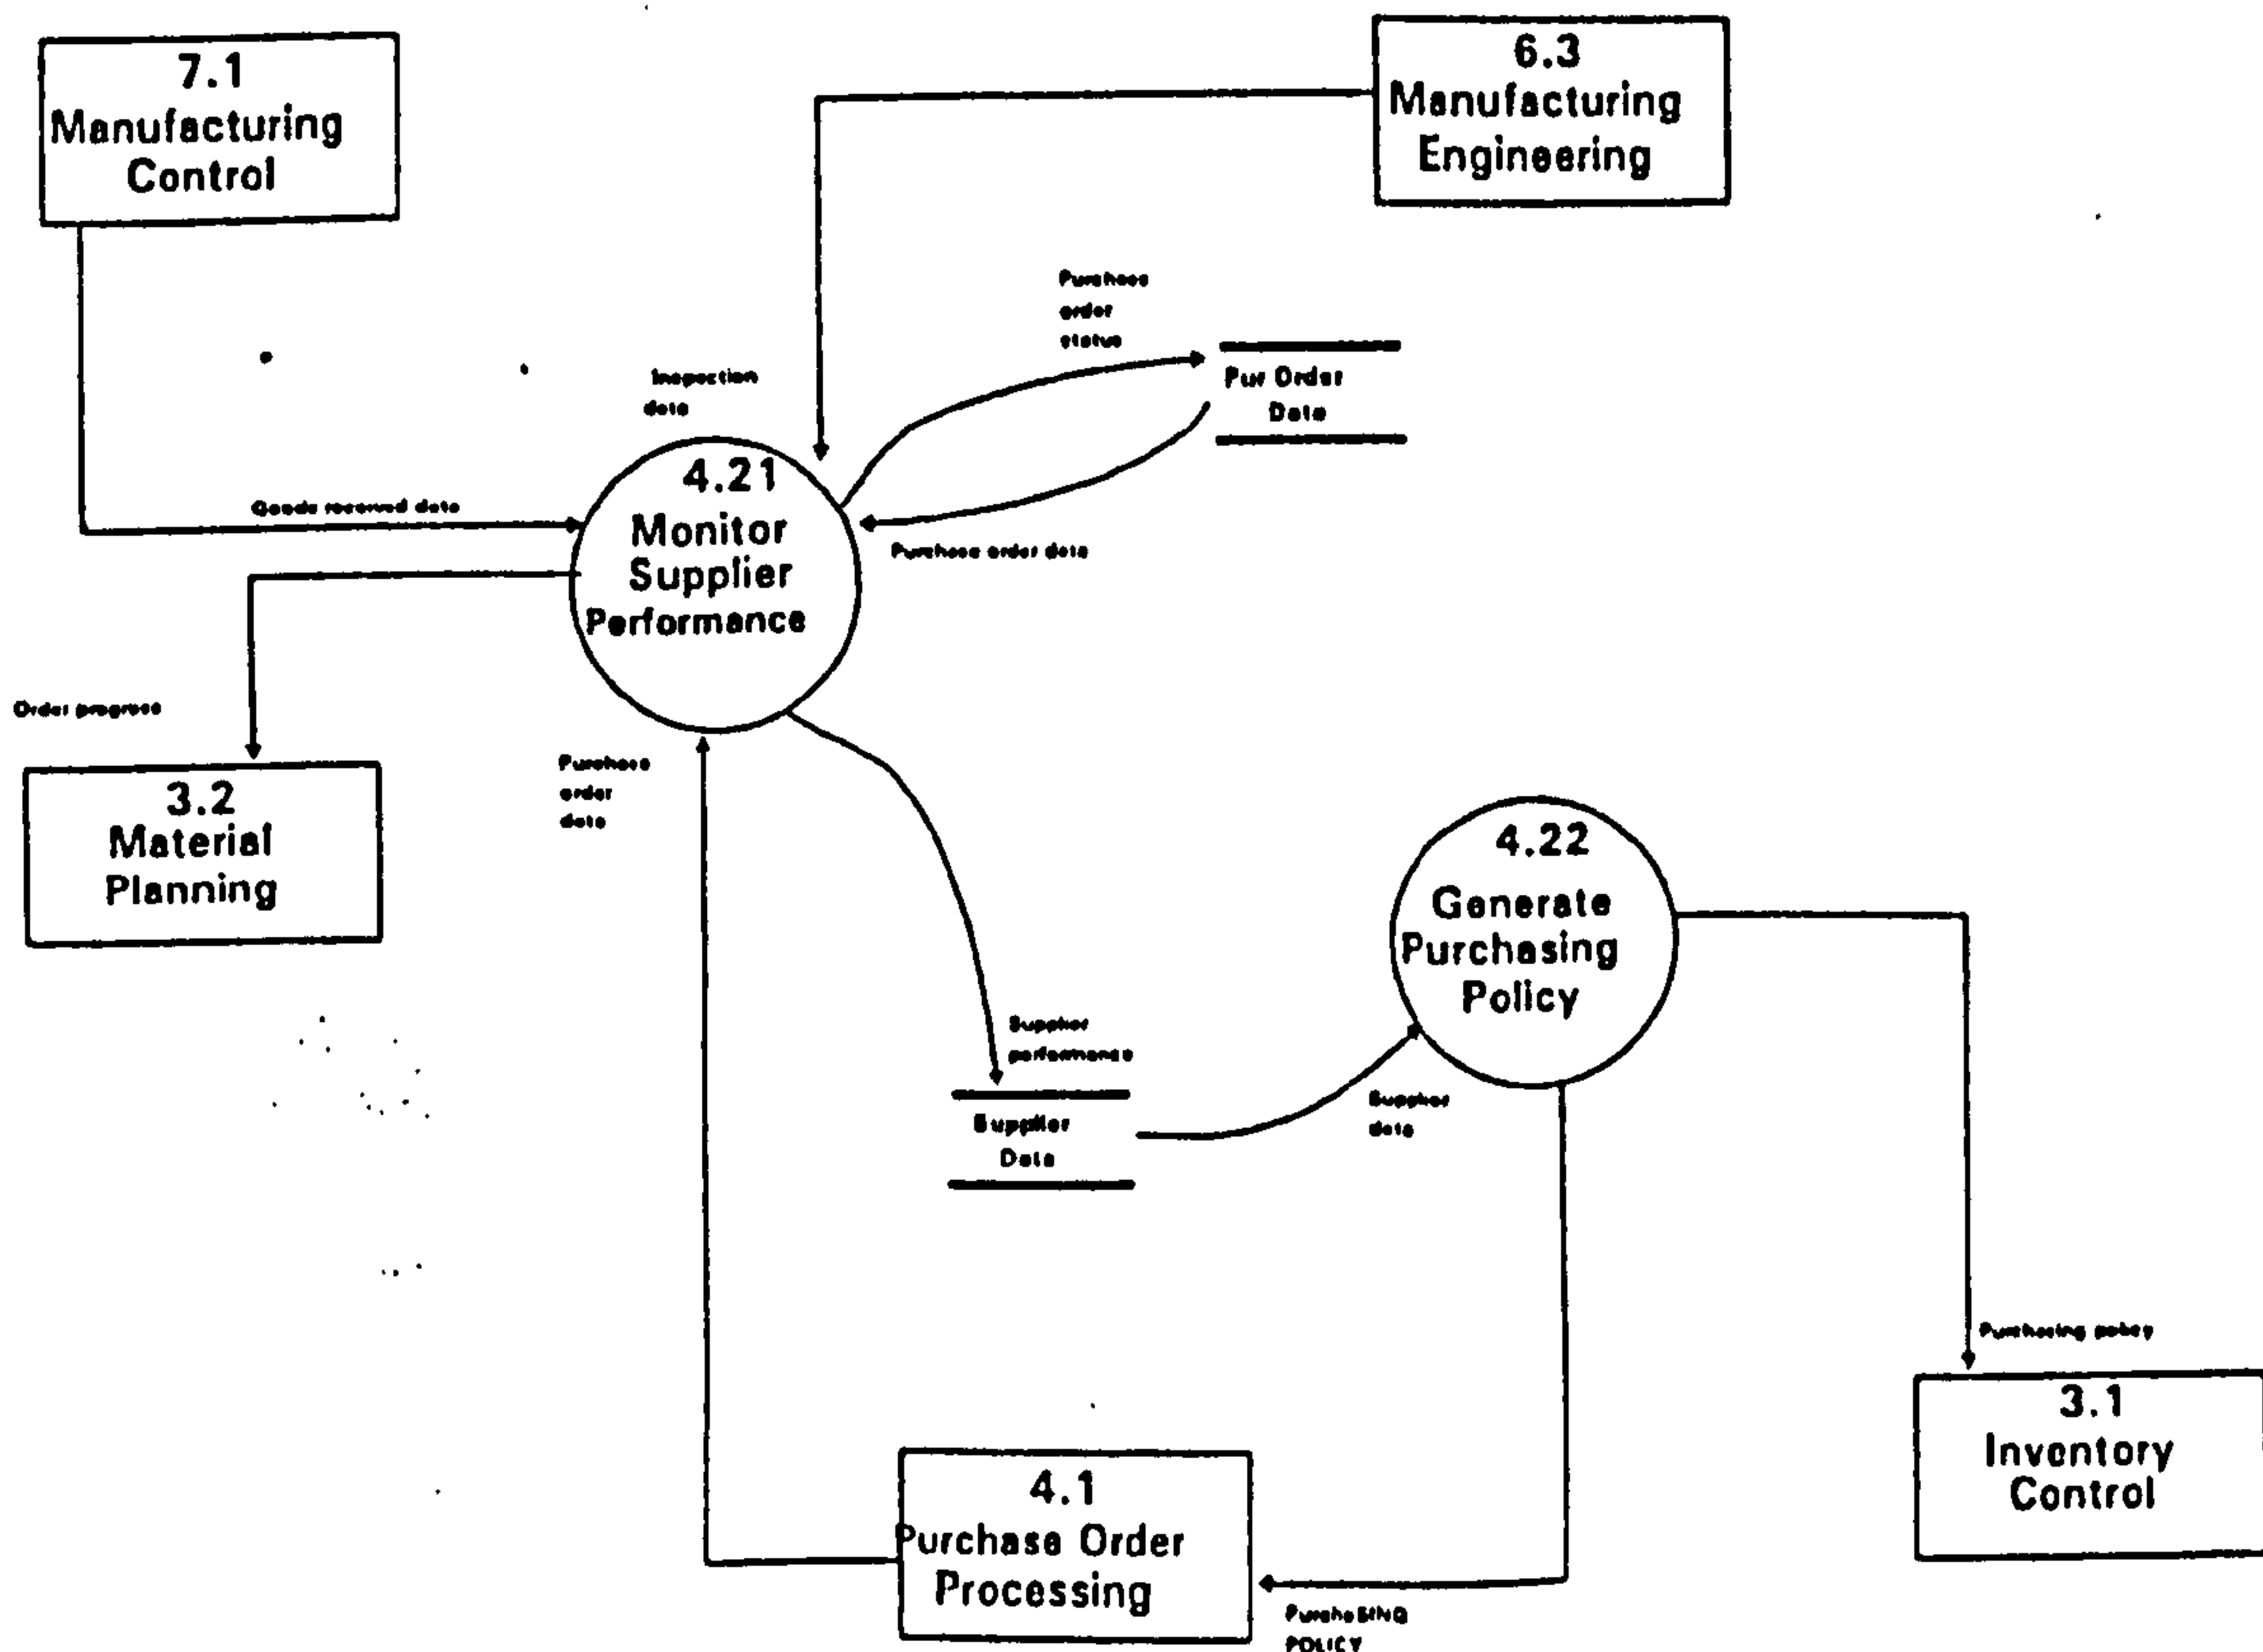 7.1
Manufacturing
Control
6.3
Manufacturing
Engineering
Purchase
order
status
Inspection
data
Pur Order
Data
4.21
Monitor
Supplier
Performance
Goods received data
Purchase order data
Order progress
3.2
Material
Planning
Purchase
order
data
4.22
Generate
Purchasing
Policy
Supplier
performance
Supplier
Data
Supplier
data
Purchasing policy
3.1
Inventory
Control
4.1
Purchase Order
Processing
PurchaSING
POLICY